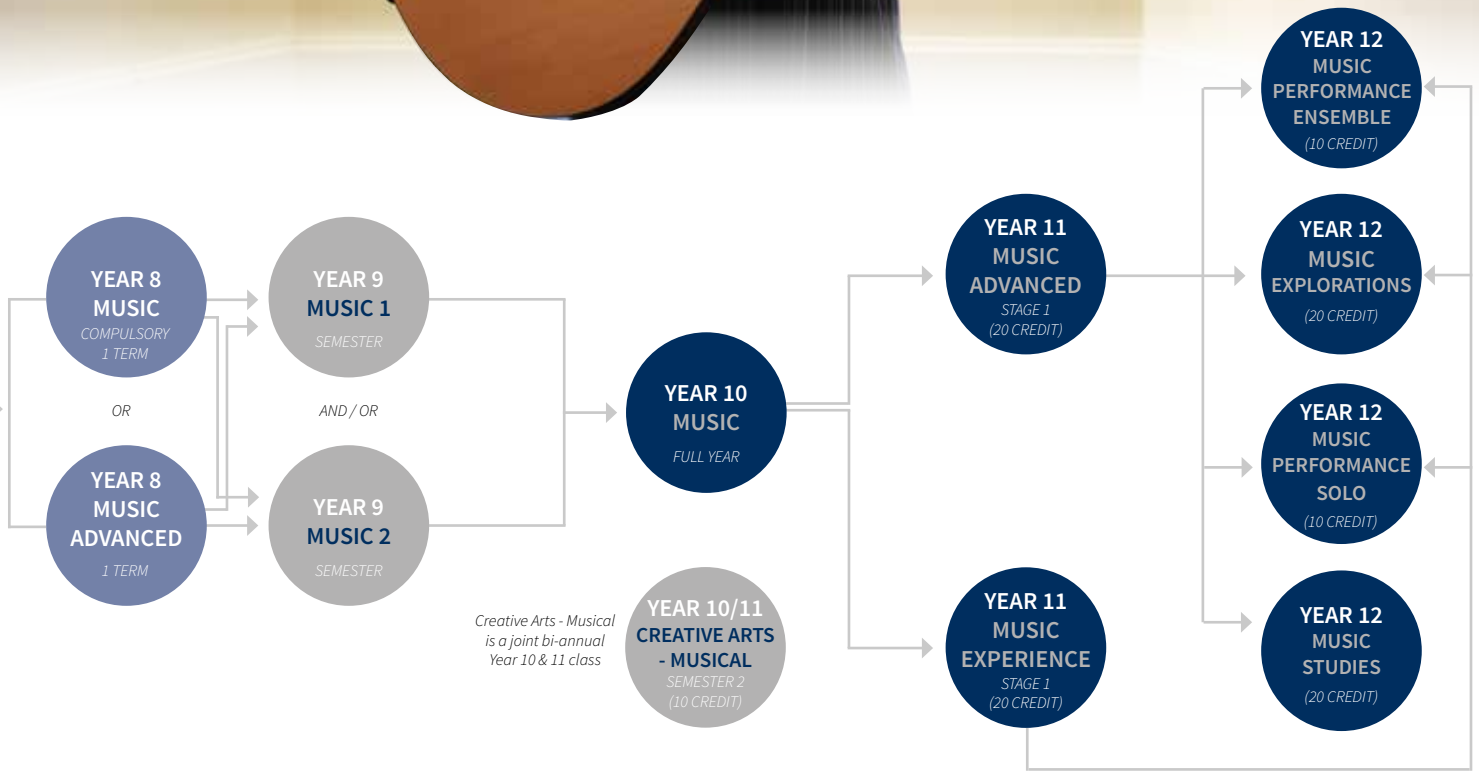 YEAR 8
MUSIC
COMPULSORY
1 TERM
OR
YEAR 8
MUSIC
ADVANCED
1 TERM
YEAR 9
MUSIC 1
SEMESTER
AND / OR
YEAR 9
MUSIC 2
SEMESTER
YEAR 10
MUSIC
FULL YEAR
Creative Arts - Musical
is a joint bi-annual
Year 10 & 11 class
YEAR 10/11
CREATIVE ARTS
- MUSICAL
SEMESTER 2
(10 CREDIT)
YEAR 11
MUSIC
ADVANCED
STAGE 1
(20 CREDIT)
YEAR 11
MUSIC
EXPERIENCE
STAGE 1
(20 CREDIT)
YEAR 12
MUSIC
PERFORMANCE
ENSEMBLE
(10 CREDIT)
YEAR 12
MUSIC
EXPLORATIONS
(20 CREDIT)
YEAR 12
MUSIC
PERFORMANCE
SOLO
(10 CREDIT)
YEAR 12
MUSIC
STUDIES
(20 CREDIT)